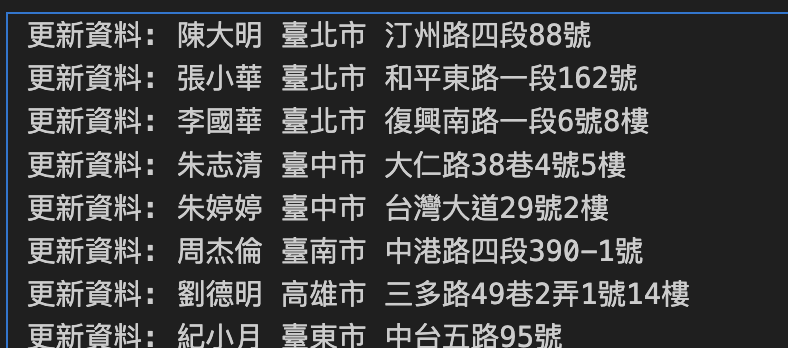 更新資料: 陳大明 臺北市 汀州路四段88號
更新資料: 張小華 臺北市 和平東路一段162號
更新資料: 李國華 臺北市 復興南路一段6號8樓
更新資料: 朱志清 臺中市 大仁路38巷4號5樓
更新資料: 朱婷婷 臺中市 台灣大道29號2樓
更新資料: 周杰倫 臺南市 中港路四段390-1號
更新資料: 劉德明 高雄市 三多路49巷2弄1號14樓
更新資料: 紀小月 臺東市 中台五路95號